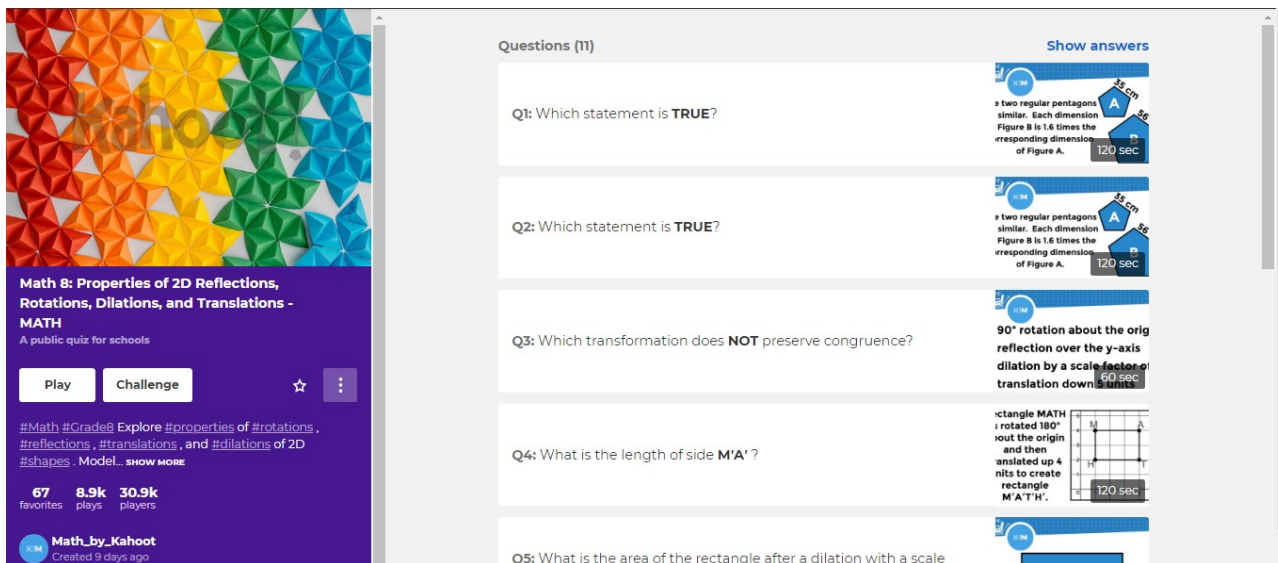 Kahoot!
Math 8: Properties of 2D Reflections,
Rotations, Dilations, and Translations -
MATH
A public quiz for schools
Play
Challenge
#Math #Grade8 Explore #properties of #rotations ,
#reflections , #translations , and #dilations of 2D
#shapes . Model... SHOW MORE
67 8.9k 30.9k
favorites plays players
K!M
Math_by_Kahoot
Created 9 days ago
Questions (11)
Show answers
Q1: Which statement is TRUE?
K!M
two regular pentagons
similar. Each dimension
Figure B is 1.6 times the
rresponding dimension
of Figure A.
35 cm
A
56
B
120 sec
Q2: Which statement is TRUE?
K!M
two regular pentagons
similar. Each dimension
Figure B is 1.6 times the
rresponding dimension
of Figure A.
35 cm
A
56
B
120 sec
Q3: Which transformation does NOT preserve congruence?
K!M
90° rotation about the orig
reflection over the y-axis
dilation by a scale factor of
translation down 5 units
60 sec
Q4: What is the length of side M'A' ?
ectangle MATH
rotated 180°
out the origin
and then
anslated up 4
nits to create
rectangle
M'A'T'H'.
M A
H T
120 sec
Q5: What is the area of the rectangle after a dilation with a scale
K!M